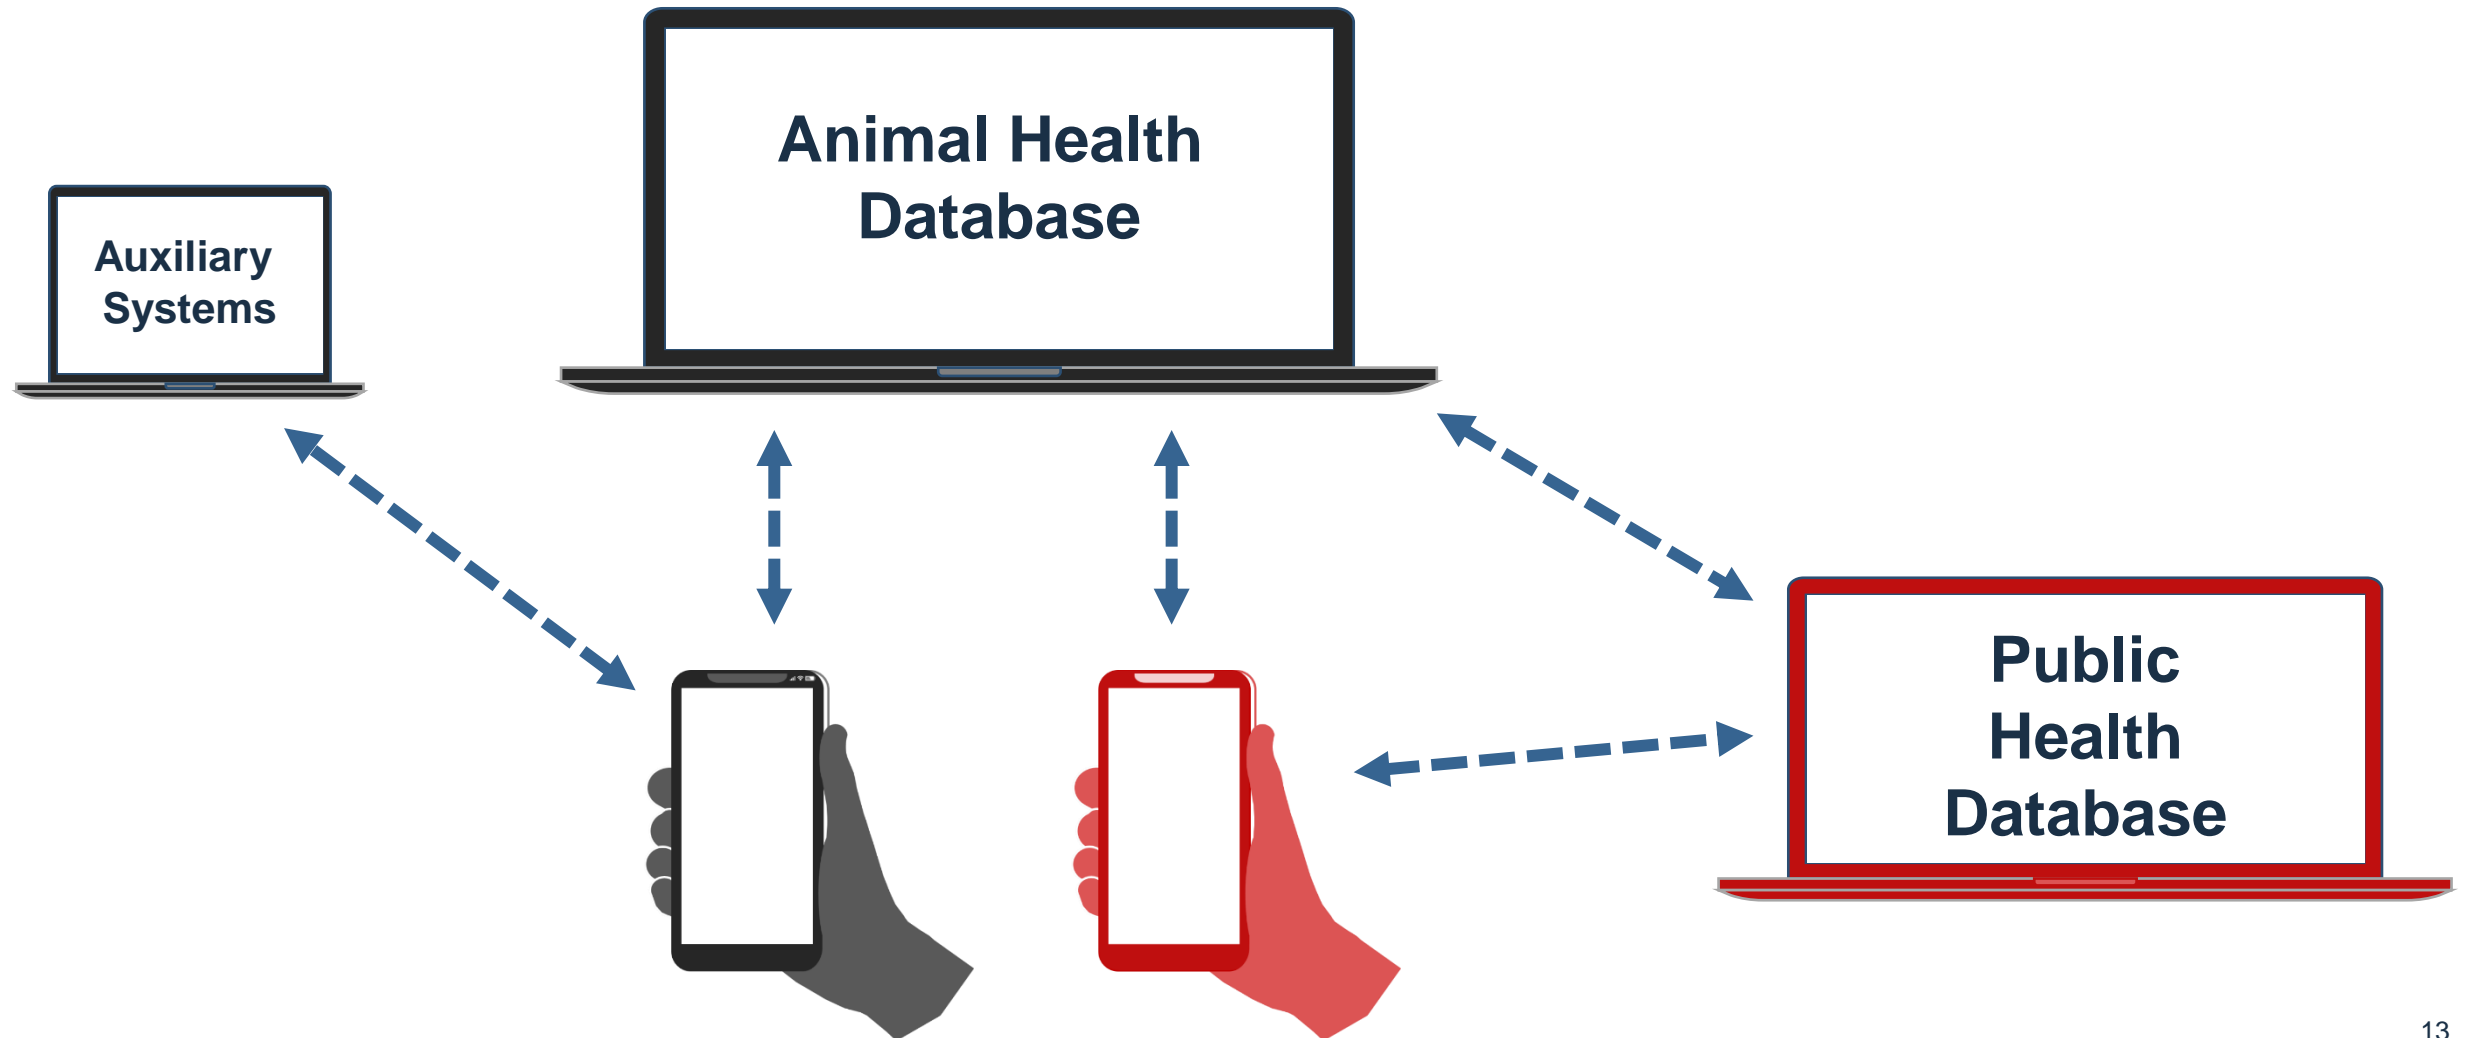 Animal Health
Database
Auxiliary
Systems
Public
Health
Database
13